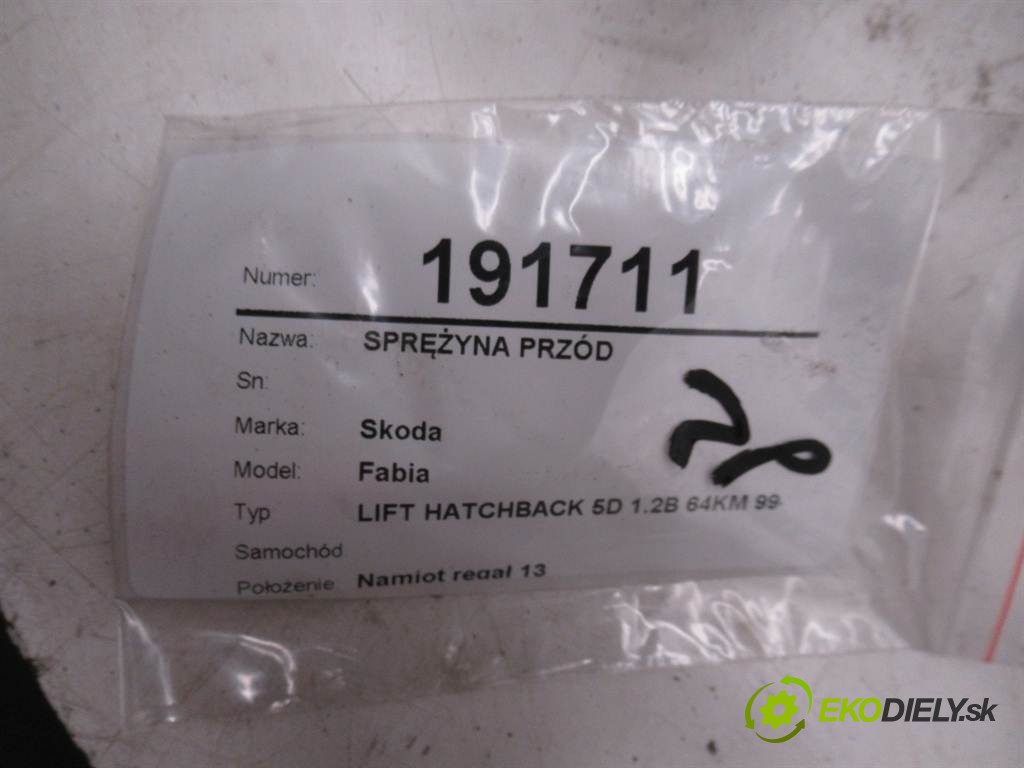 Numer: 191711
Nazwa: SPRĘŻYNA PRZÓD
Sn:
Marka: Skoda
Model: Fabia
Typ LIFT HATCHBACK 5D 1.2B 64KM 99-
Samochód
Położenie Namiot regał 13
EKODIELY.sk